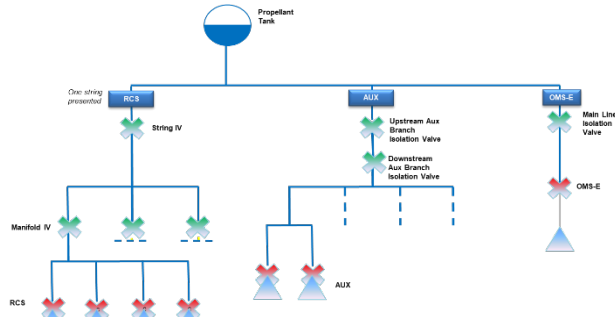 Propellant
Tank
One string
presented
RCS
AUX
OMS-E
String IV
Upstream Aux
Branch
Isolation Valve
Main Line
Isolation
Valve
Downstream
Aux Branch
Isolation Valve
OMS-E
Manifold IV
AUX
RCS